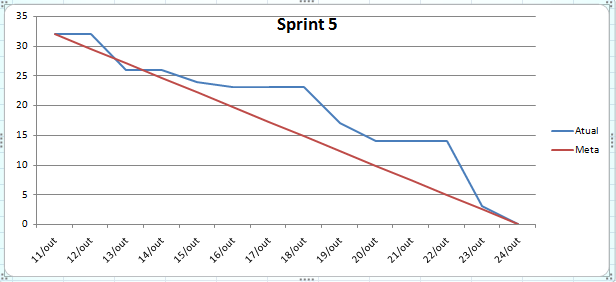 Sprint 5
35
30
25
20
15
10
5
0
11/out 12/out 13/out 14/out 15/out 16/out 17/out 18/out 19/out 20/out 21/out 22/out 23/out 24/out
Atual
Meta